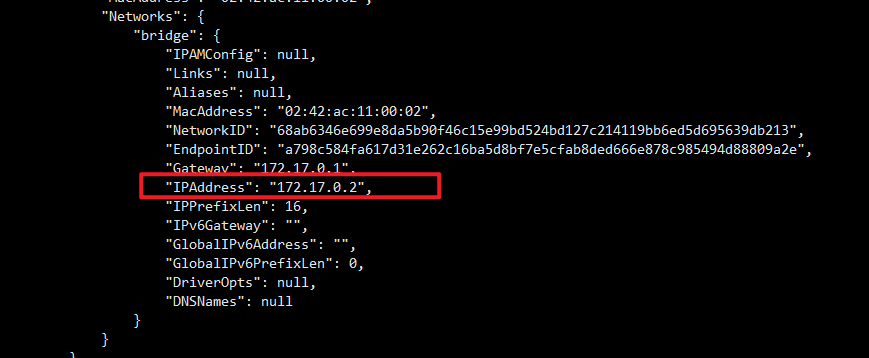 "MacAddress": "02:42:ac:11:00:02",
"Networks": {
"bridge": {
"IPAMConfig": null,
"Links": null,
"Aliases": null,
"MacAddress": "02:42:ac:11:00:02",
"NetworkID": "68ab6346e699e8da5b90f46c15e99bd524bd127c214119bb6ed5d695639db213",
"EndpointID": "a798c584fa617d31e262c16ba5d8bf7e5cfab8ded666e878c985494d88809a2e",
"Gateway": "172.17.0.1",
"IPAddress": "172.17.0.2",
"IPPrefixLen": 16,
"IPv6Gateway": "",
"GlobalIPv6Address": "",
"GlobalIPv6PrefixLen": 0,
"DriverOpts": null,
"DNSNames": null
}
}
}